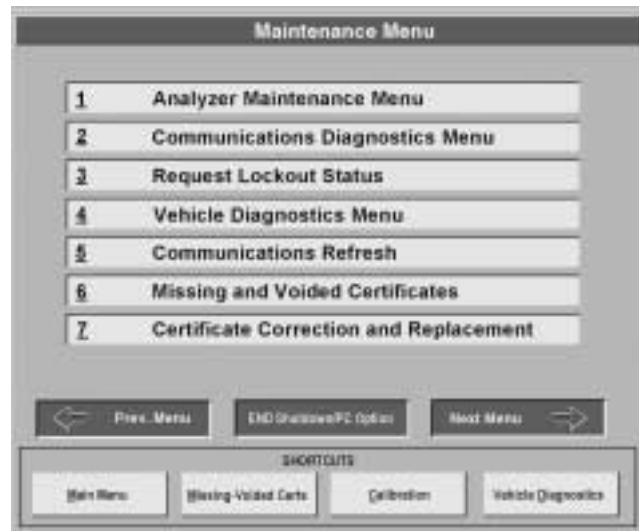 Maintenance Menu
1 Analyzer Maintenance Menu
2 Communications Diagnostics Menu
3 Request Lockout Status
4 Vehicle Diagnostics Menu
5 Communications Refresh
6 Missing and Voided Certificates
7 Certificate Correction and Replacement
Prev. Menu END Shutdown/PC Option Next Menu
SHORTCUTS
Main Menu Missing-Voided Certs Calibration Vehicle Diagnostics